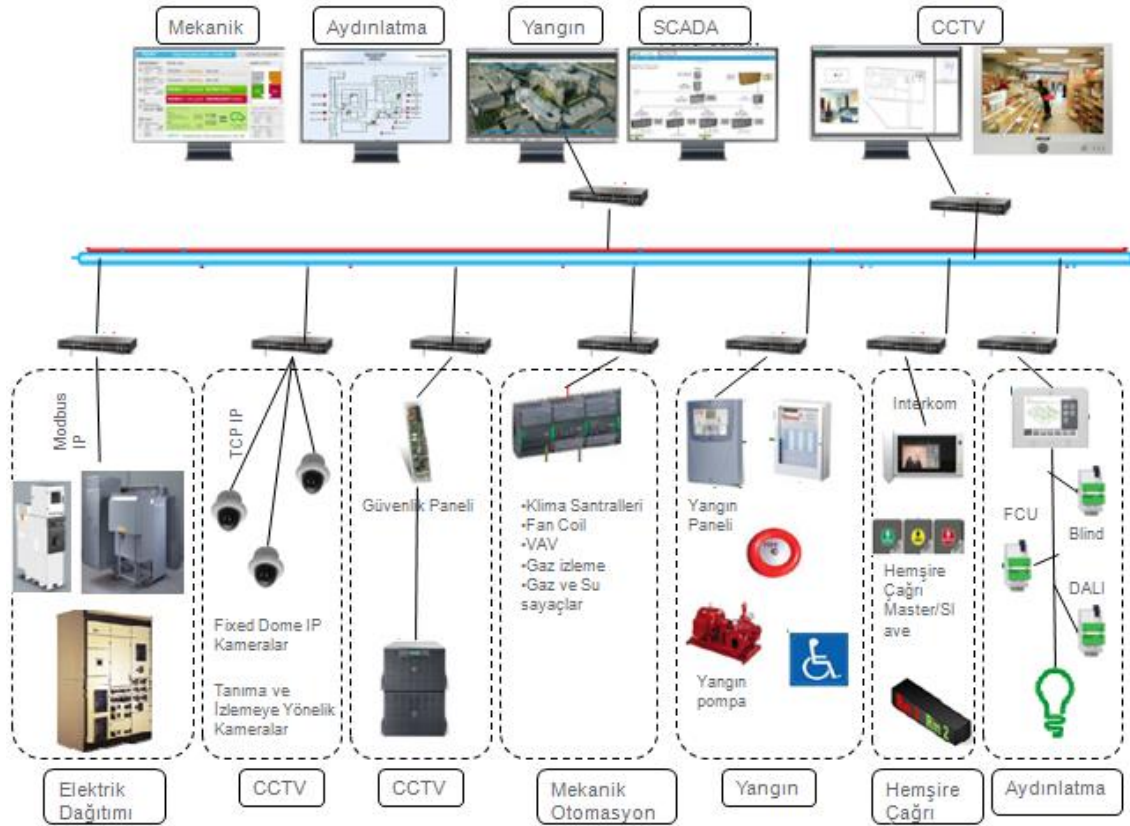 Mekanik
Aydınlatma
Yangın
SCADA
CCTV
Modbus
IP
TCP IP
Fixed Dome IP
Kameralar
Tanıma ve
İzlemeye Yönelik
Kameralar
Güvenlik Paneli
•Klima Santralleri
•Fan Coil
•VAV
•Gaz izleme
•Gaz ve Su
sayaçlar
Yangın
Paneli
Yangın
pompa
Interkom
Hemşire
Çağrı
Master/Sl
ave
Rm 2
FCU
Blind
DALI
Elektrik
Dağıtımı
CCTV
CCTV
Mekanik
Otomasyon
Yangın
Hemşire
Çağrı
Aydınlatma